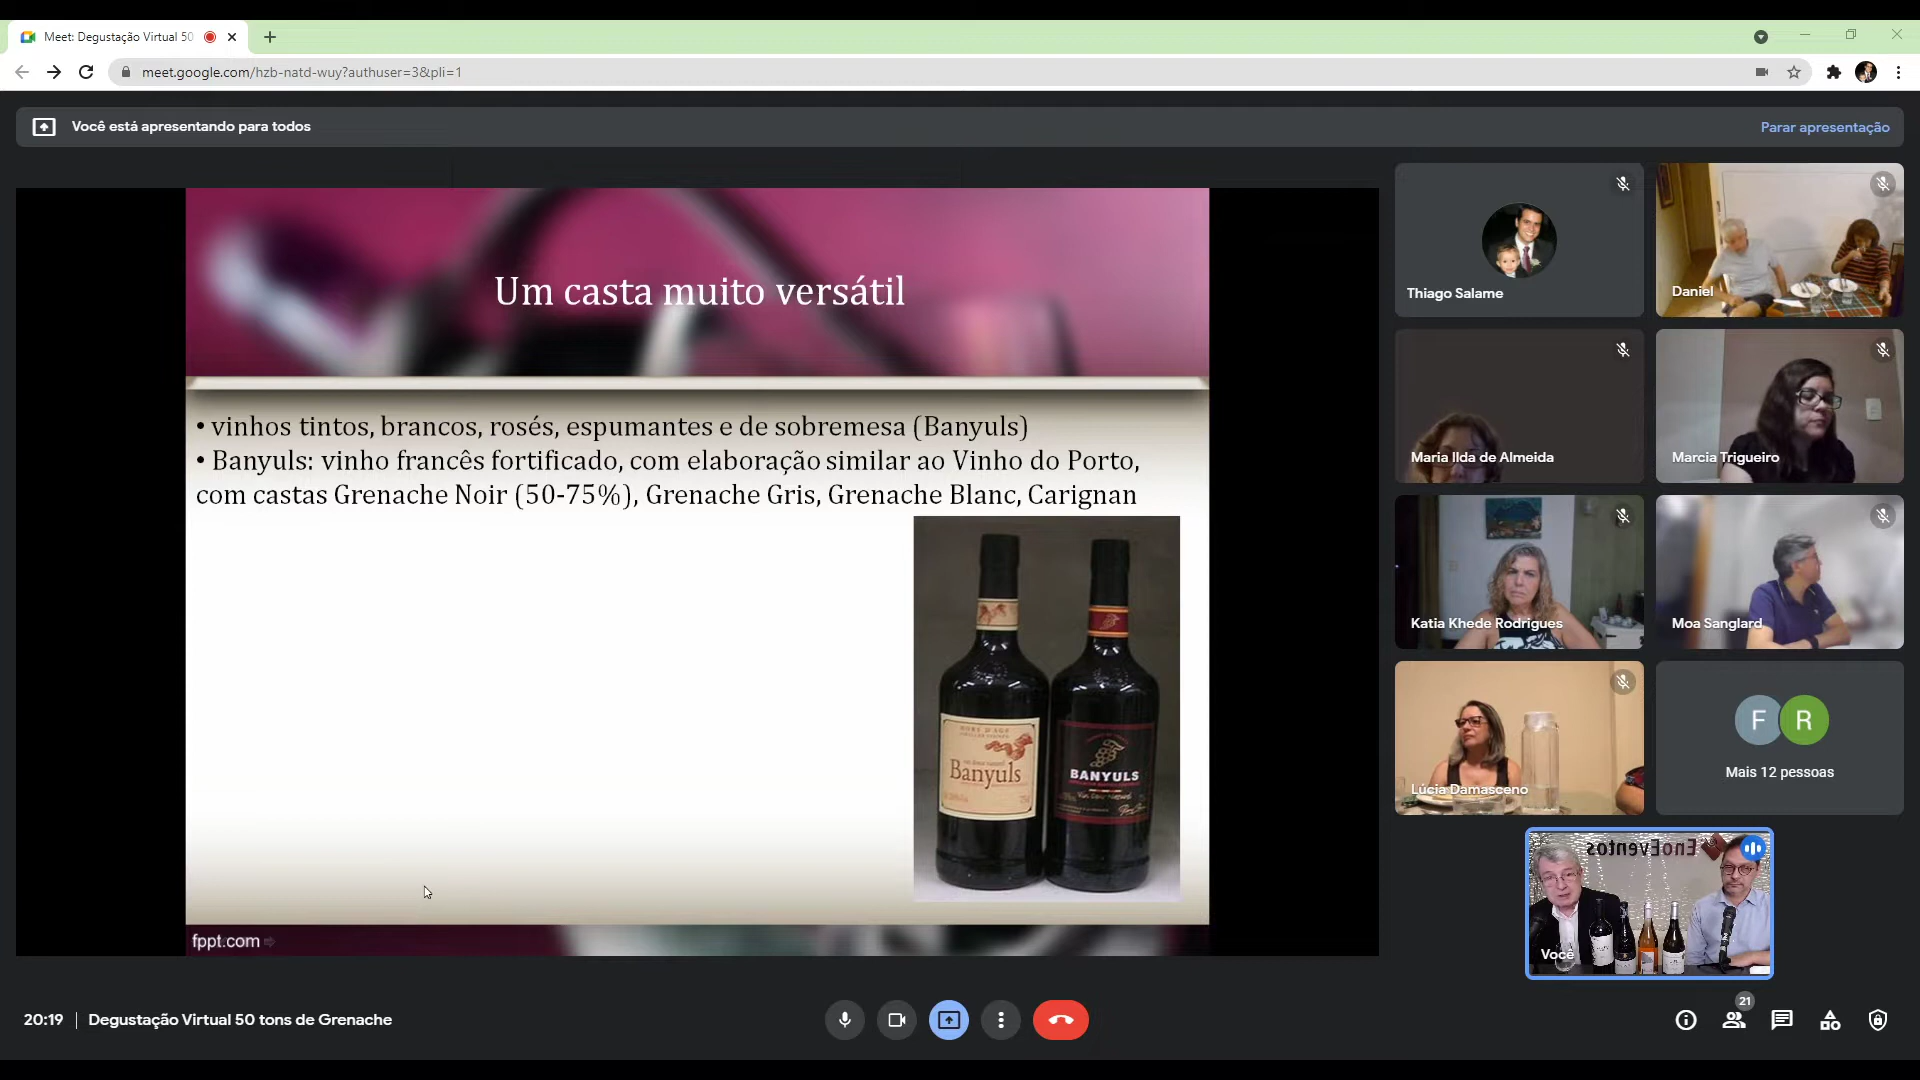 Meet: Degustação Virtual 50
meet.google.com/hzb-natd-wuy?authuser=3&pli=1
Você está apresentando para todos
Parar apresentação
Um casta muito versátil
• vinhos tintos, brancos, rosés, espumantes e de sobremesa (Banyuls)
• Banyuls: vinho francês fortificado, com elaboração similar ao Vinho do Porto,
com castas Grenache Noir (50-75%), Grenache Gris, Grenache Blanc, Carignan
HORS D'AGE
Banyuls
BANYULS
fppt.com
Thiago Salame
Daniel
Maria Ilda de Almeida
Marcia Trigueiro
Katia Khede Rodrigues
Moa Sanglard
Lúcia Damasceno
F
R
Mais 12 pessoas
EnoEventos
Você
20:19
Degustação Virtual 50 tons de Grenache
21